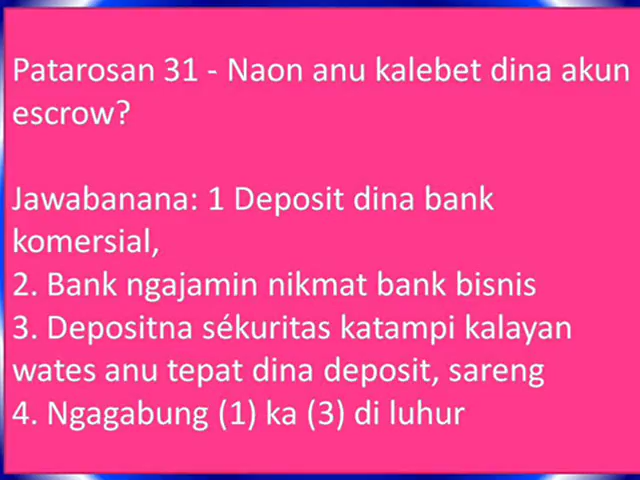 Patarosan 31 - Naon anu kalebet dina akun
escrow?
Jawabanana: 1 Deposit dina bank
komersial,
2. Bank ngajamin nikmat bank bisnis
3. Depositna sékuritas katampi kalayan
wates anu tepat dina deposit, sareng
4. Ngagabung (1) ka (3) di luhur